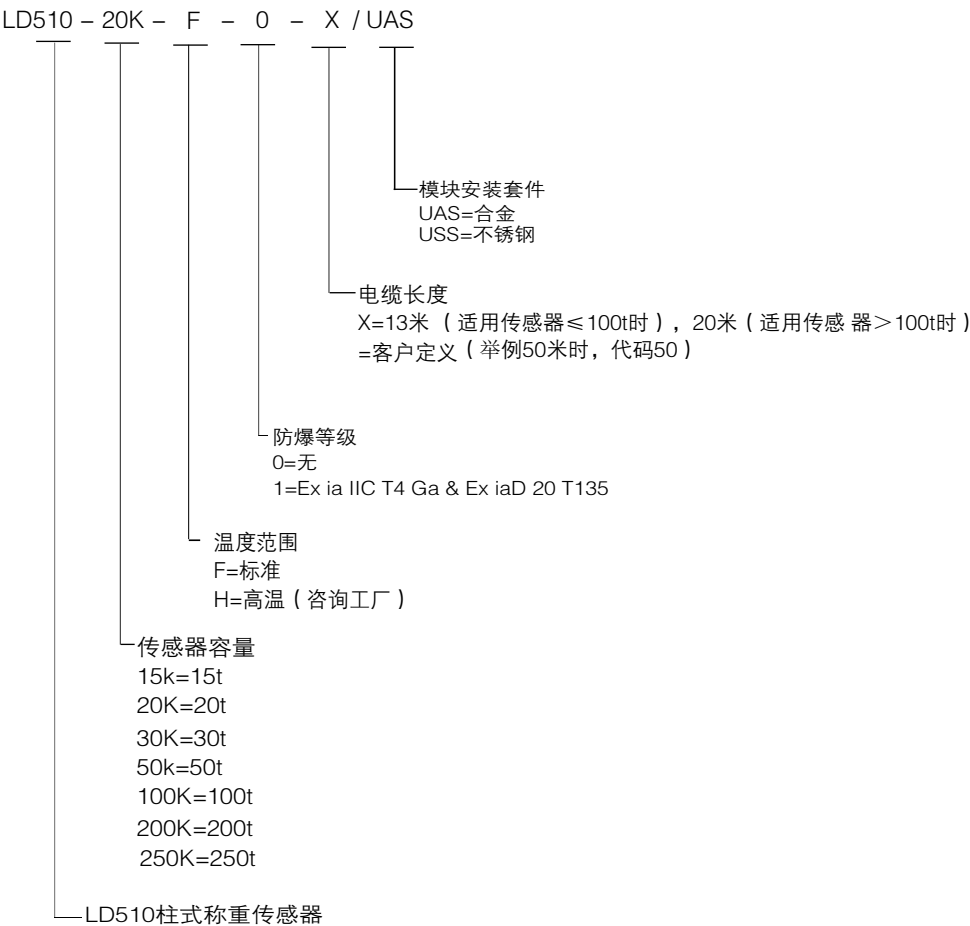 LD510 – 20K – F – 0 – X / UAS
模块安装套件
UAS=合金
USS=不锈钢
电缆长度
X=13米 （适用传感器≤100t时），20米（适用传感 器＞100t时）
=客户定义（举例50米时，代码50）
防爆等级
0=无
1=Ex ia IIC T4 Ga & Ex iaD 20 T135
温度范围
F=标准
H=高温（咨询工厂）
传感器容量
15k=15t
20K=20t
30K=30t
50k=50t
100K=100t
200K=200t
250K=250t
LD510柱式称重传感器